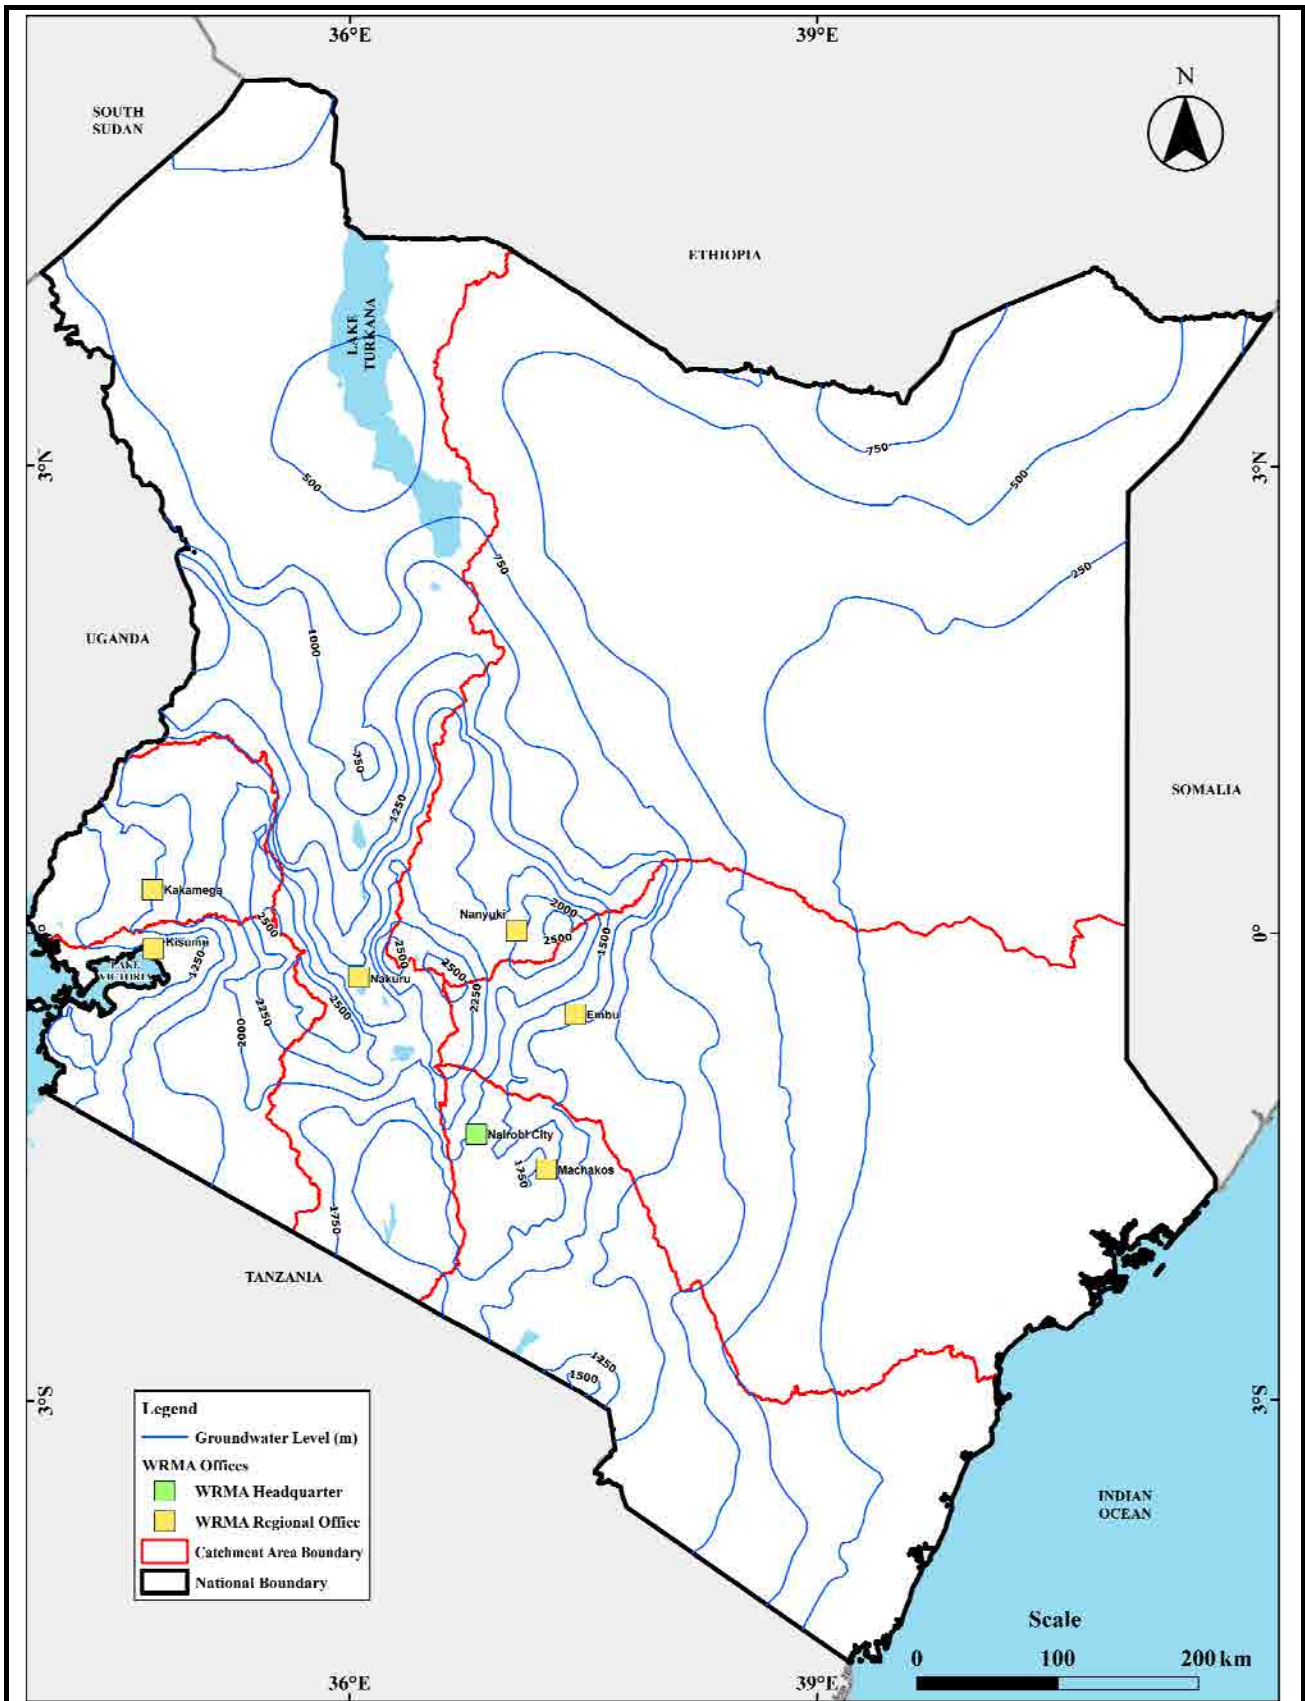 36°E
39°E
N
SOUTH
SUDAN
ETHIOPIA
LAKE
TURKANA
3°N
3°N
750
500
500
250
750
UGANDA
1000
750
1250
SOMALIA
Kakamega
Nanyuki
2000
2500
2500
1500
0°
0°
Kisumu
LAKE
VICTORIA
1250
2500
2500
Nakuru
2250
2500
2250
2000
Embu
Nairobi City
Machakos
1750
1750
TANZANIA
1250
1500
3°S
3°S
Legend
Groundwater Level (m)
WRMA Offices
WRMA Headquarter
WRMA Regional Office
Catchment Area Boundary
National Boundary
INDIAN
OCEAN
Scale
0 100 200 km
36°E
39°E